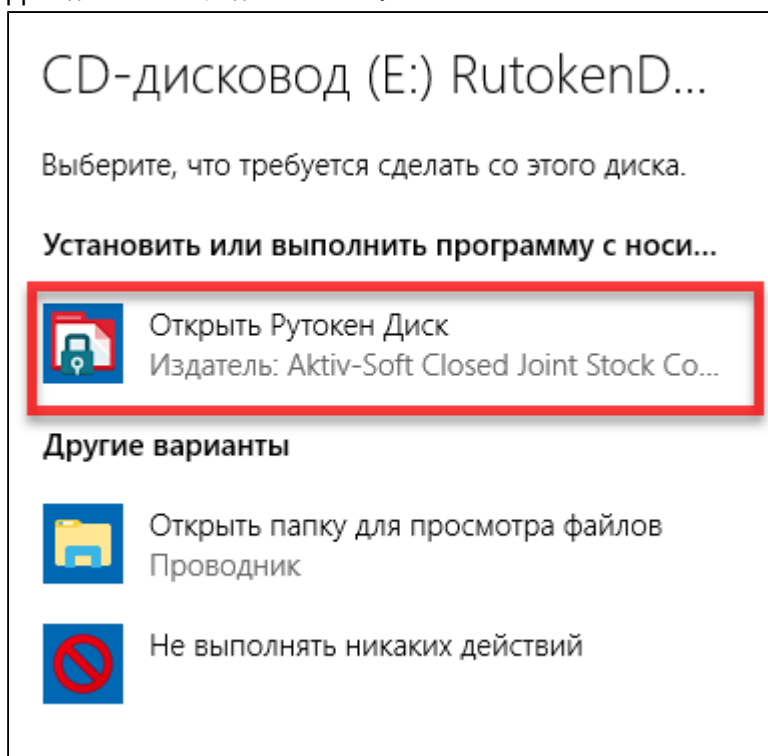 CD-дисковод (E:) RutokenD...
Выберите, что требуется сделать со этого диска.
Установить или выполнить программу с носи...
Открыть Рутокен Диск
Издатель: Aktiv-Soft Closed Joint Stock Co...
Другие варианты
Открыть папку для просмотра файлов
Проводник
Не выполнять никаких действий